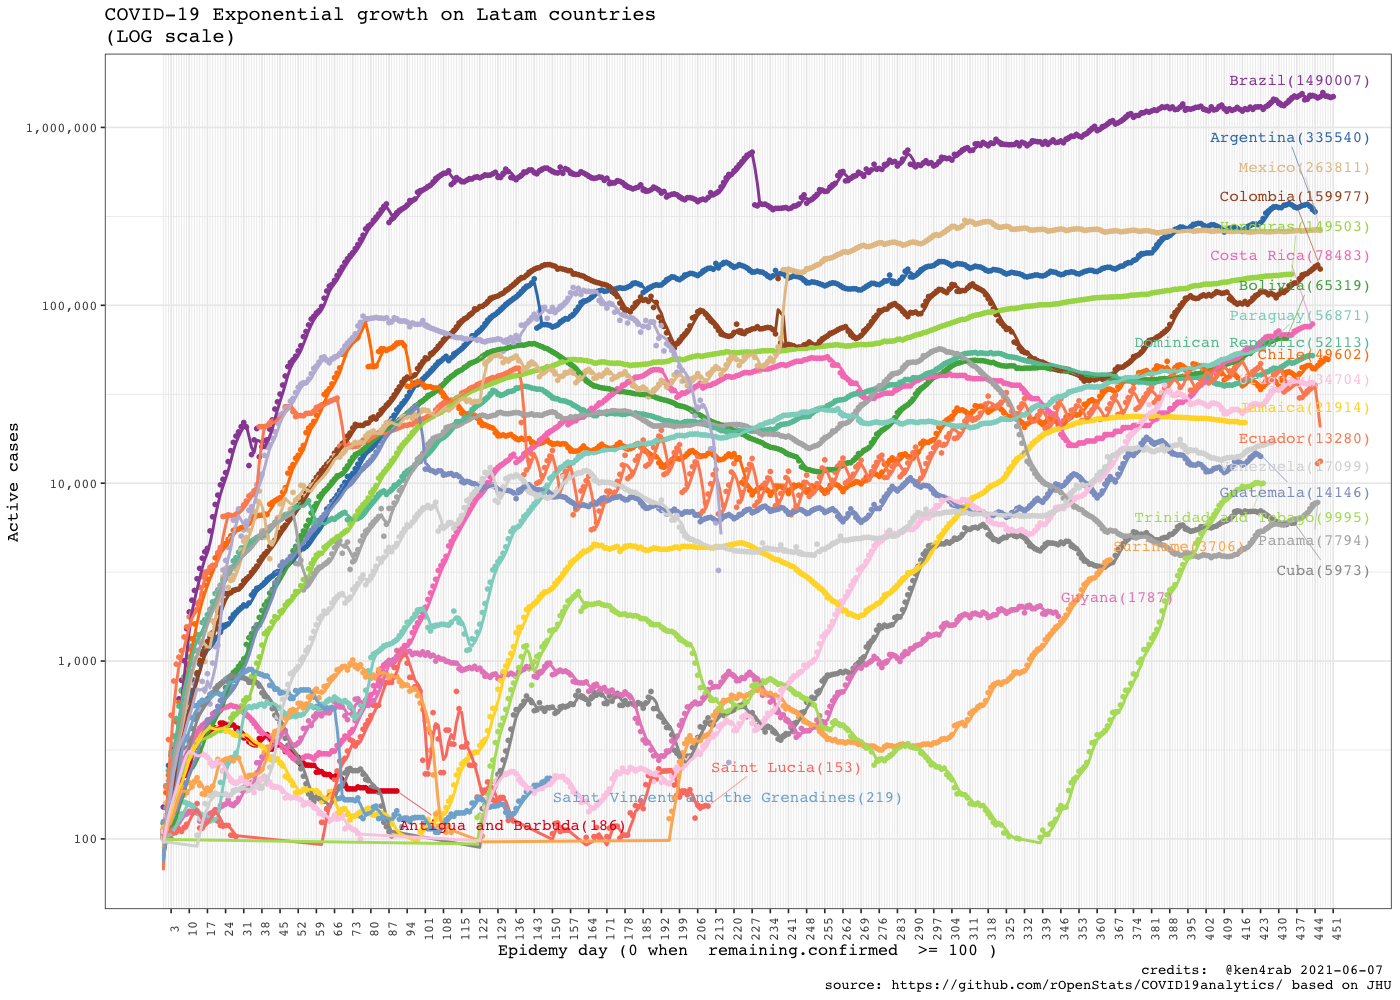 COVID-19 Exponential growth on Latam countries
(LOG scale)
Active cases
1,000,000
100,000
10,000
1,000
100
Brazil(1490007)
Argentina(335540)
Mexico(263811)
Colombia(159977)
Honduras(149503)
Costa Rica(78483)
Bolivia(65319)
Paraguay(56871)
Dominican Republic(52113)
Chile(49602)
Jamaica(21914)
Ecuador(13280)
Guatemala(14146)
Trinidad and Tobago(9995)
Panama(7794)
Suriname(3706)
Cuba(5973)
Guyana(1787)
Saint Lucia(153)
Saint Vincent and the Grenadines(219)
Antigua and Barbuda(186)
3 10 17 24 31 38 45 52 59 66 73 80 87 94 101 108 115 122 129 136 143 150 157 164 171 178 185 192 199 206 213 220 227 234 241 248 255 262 269 276 283 290 297 304 311 318 325 332 339 346 353 360 367 374 381 388 395 402 409 416 423 430 437 444 451
Epidemy day (0 when  remaining.confirmed  >= 100 )
credits:  @ken4rab 2021-06-07
source: https://github.com/rOpenStats/COVID19analytics/ based on JHU